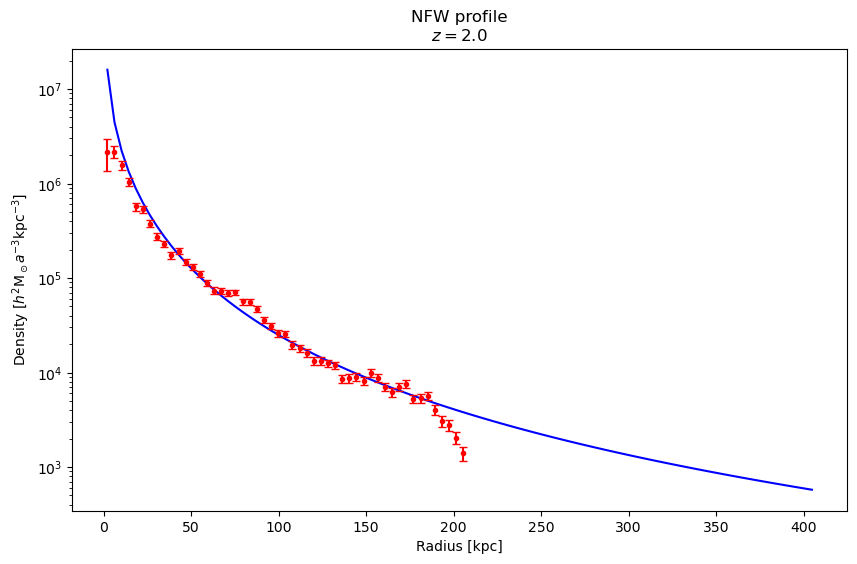 NFW profile
z = 2.0
Density [h²M⊙a⁻³kpc⁻³]
10⁷
10⁶
10⁵
10⁴
10³
0 50 100 150 200 250 300 350 400
Radius [kpc]